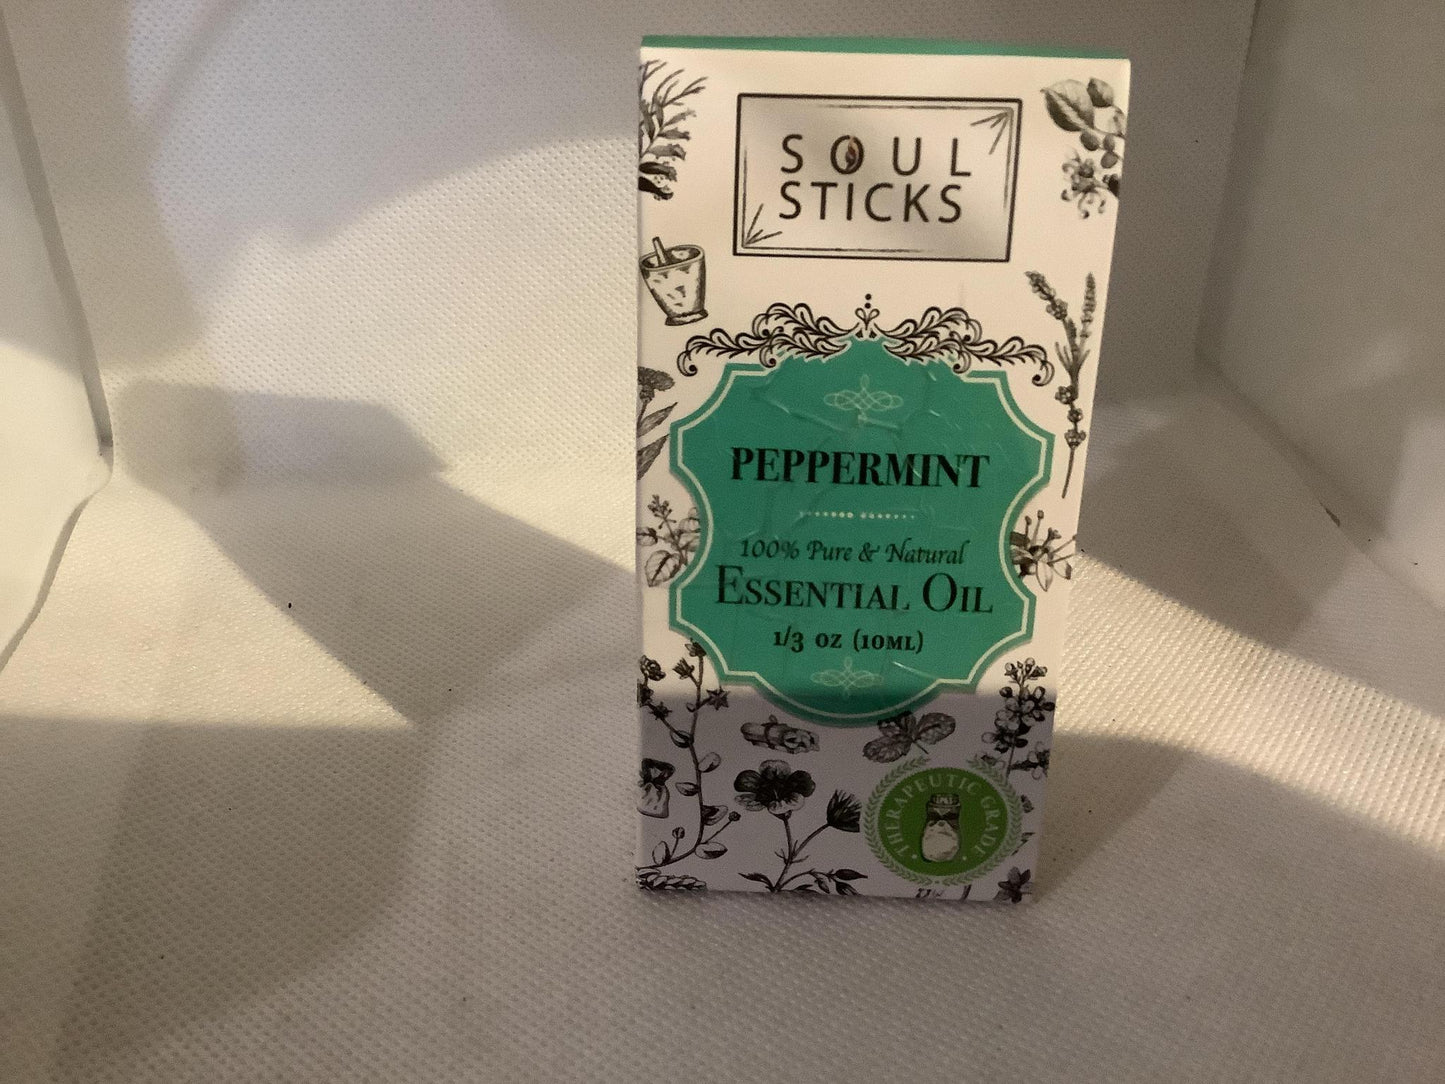 SOUL
STICKS
PEPPERMINT
100% Pure & Natural
ESSENTIAL OIL
1/3 OZ (10ML)
THERAPEUTIC GRADE